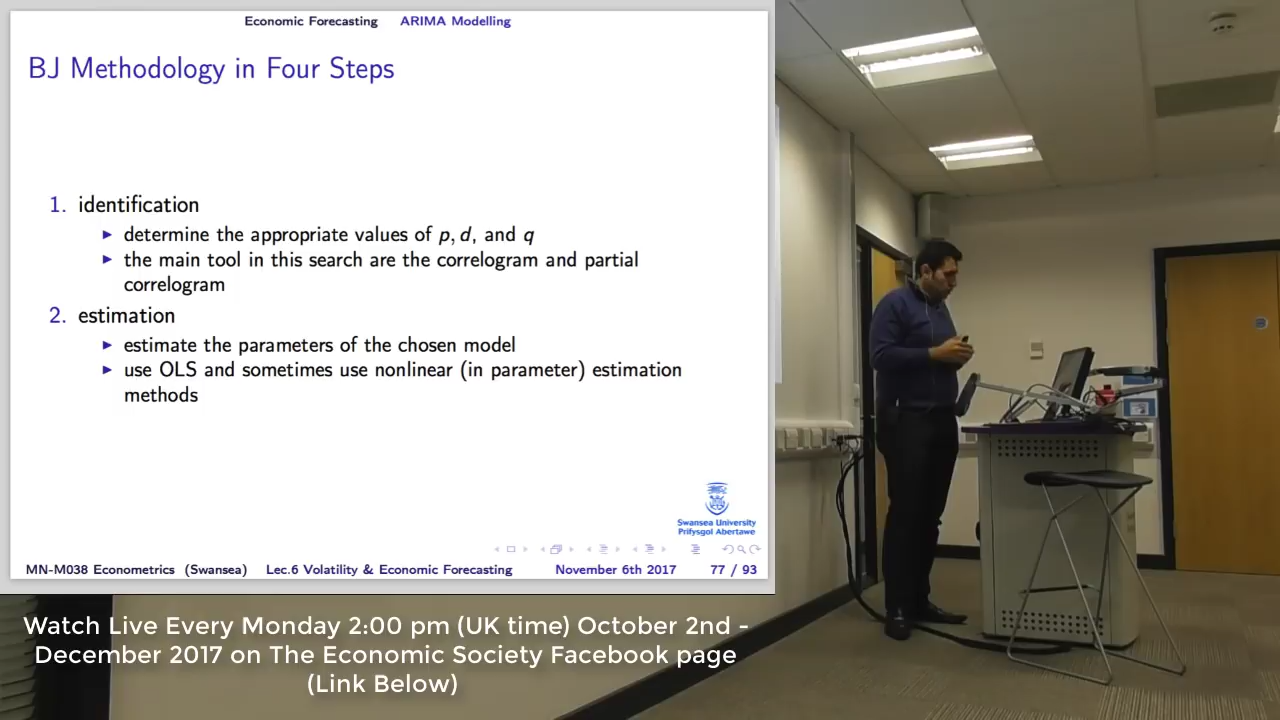 Economic Forecasting ARIMA Modelling
BJ Methodology in Four Steps
1. identification
▶ determine the appropriate values of p, d, and q
▶ the main tool in this search are the correlogram and partial
correlogram
2. estimation
▶ estimate the parameters of the chosen model
▶ use OLS and sometimes use nonlinear (in parameter) estimation
methods
Swansea University
Prifysgol Abertawe
MN-M038 Econometrics (Swansea) Lec.6 Volatility & Economic Forecasting November 6th 2017 77 / 93
Watch Live Every Monday 2:00 pm (UK time) October 2nd -
December 2017 on The Economic Society Facebook page
(Link Below)